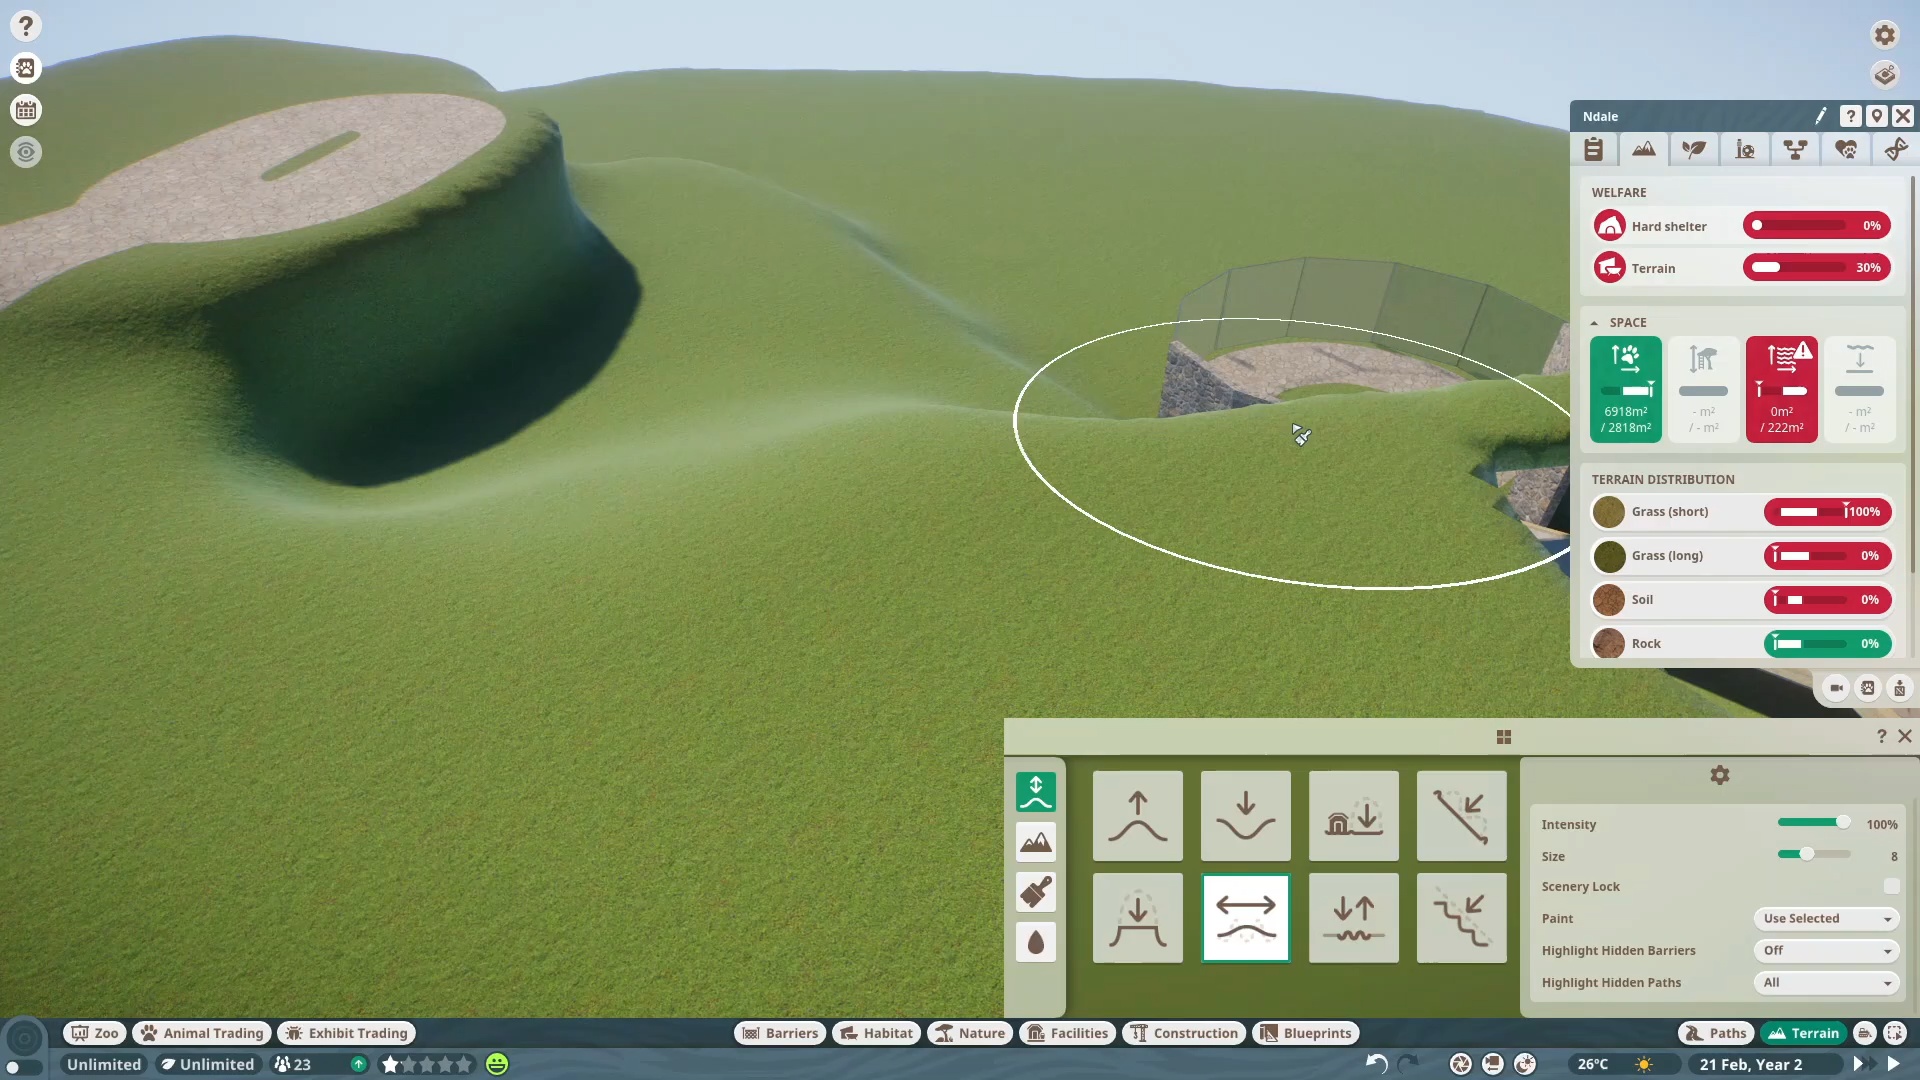 ?
Ndale
?
WELFARE
Hard shelter
0%
Terrain
30%
SPACE
6918m²
/ 2818m²
- m²
/ - m²
0m²
/ 222m²
- m²
/ - m²
TERRAIN DISTRIBUTION
Grass (short)
100%
Grass (long)
0%
Soil
0%
Rock
0%
?
Intensity
100%
Size
8
Scenery Lock
Paint
Use Selected
Highlight Hidden Barriers
Off
Highlight Hidden Paths
All
Zoo
Animal Trading
Exhibit Trading
Barriers
Habitat
Nature
Facilities
Construction
Blueprints
Paths
Terrain
Unlimited
Unlimited
23
26°C
21 Feb, Year 2